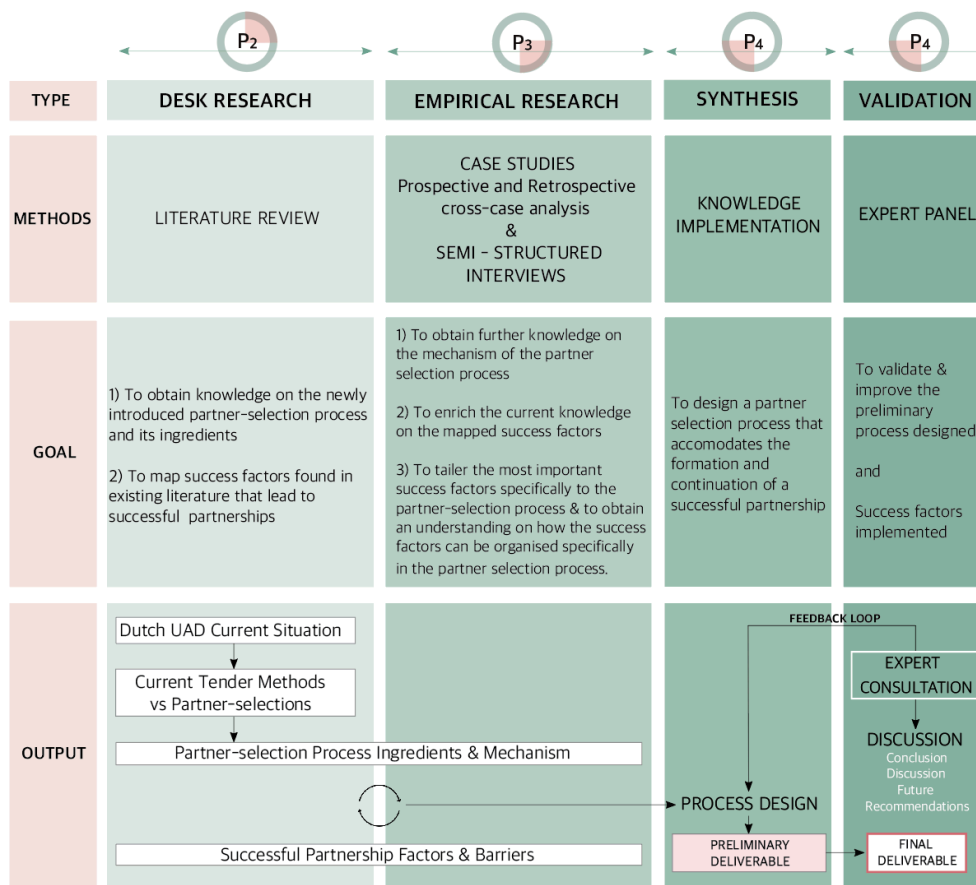 P2
P3
P4
P4
TYPE
DESK RESEARCH
EMPIRICAL RESEARCH
SYNTHESIS
VALIDATION
METHODS
LITERATURE REVIEW
CASE STUDIES
Prospective and Retrospective
cross-case analysis
&
SEMI - STRUCTURED
INTERVIEWS
KNOWLEDGE
IMPLEMENTATION
EXPERT PANEL
GOAL
1) To obtain knowledge on the newly
introduced partner-selection process
and its ingredients
2) To map success factors found in
existing literature that lead to
successful partnerships
1) To obtain further knowledge on
the mechanism of the partner
selection process
2) To enrich the current knowledge
on the mapped success factors
3) To tailer the most important
success factors specifically to the
partner-selection process & to obtain
an understanding on how the success
factors can be organised specifically
in the partner selection process.
To design a partner
selection process that
accomodates the
formation and
continuation of a
successful partnership
To validate &
improve the
preliminary
process designed
and
Success factors
implemented
OUTPUT
Dutch UAD Current Situation
Current Tender Methods
vs Partner-selections
Partner-selection Process Ingredients & Mechanism
Successful Partnership Factors & Barriers
FEEDBACK LOOP
PROCESS DESIGN
PRELIMINARY
DELIVERABLE
EXPERT
CONSULTATION
DISCUSSION
Conclusion
Discussion
Future
Recommendations
FINAL
DELIVERABLE